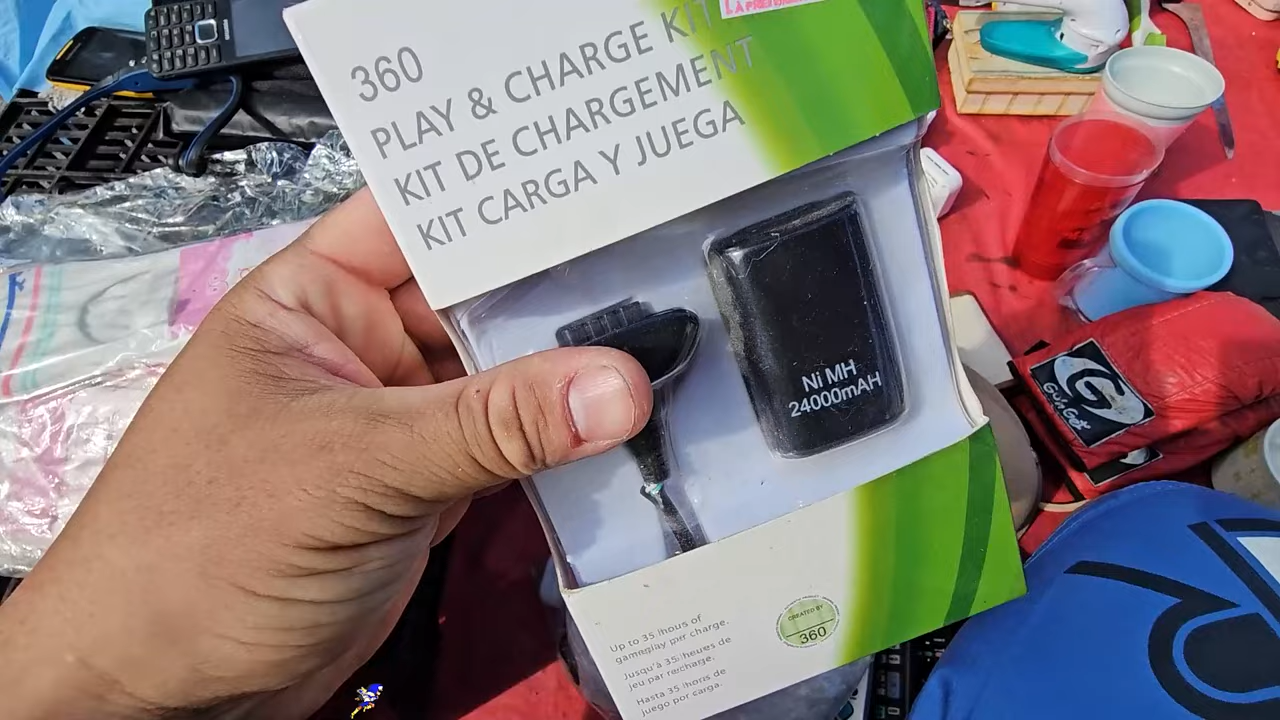 360
PLAY & CHARGE KIT
KIT DE CHARGEMENT
KIT CARGA Y JUEGA
Ni MH
24000mAH
Up to 35 hours of
gameplay per charge.
Jusqu'à 35 heures de
jeu par recharge.
Hasta 35 horas de
juego por carga.
CREATED BY
360
G
Gun Get